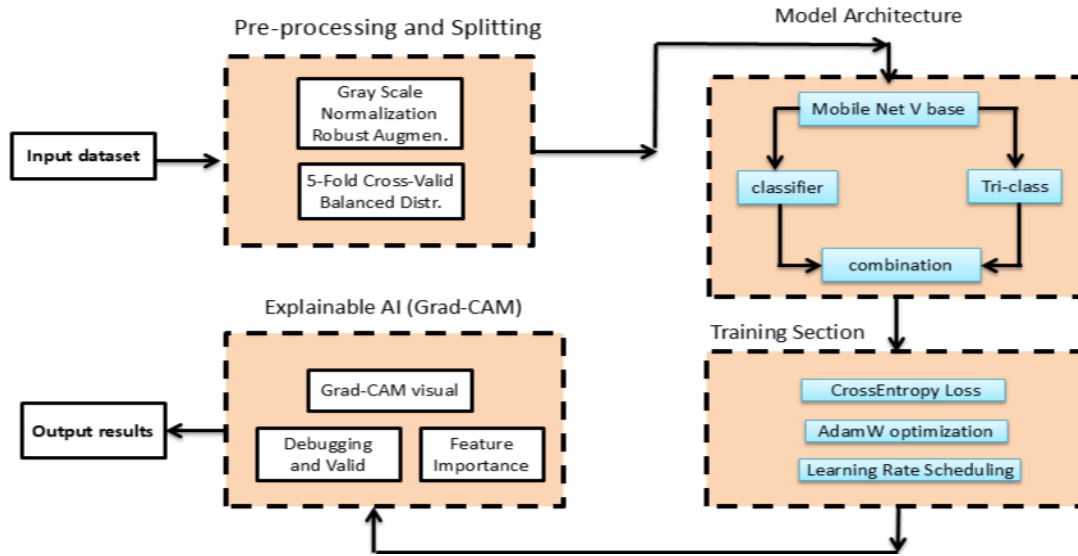 Pre-processing and Splitting
Model Architecture
Input dataset
Gray Scale
Normalization
Robust Augmen.
5-Fold Cross-Valid
Balanced Distr.
Mobile Net V base
classifier
Tri-class
combination
Training Section
CrossEntropy Loss
AdamW optimization
Learning Rate Scheduling
Explainable AI (Grad-CAM)
Grad-CAM visual
Debugging
and Valid
Feature
Importance
Output results